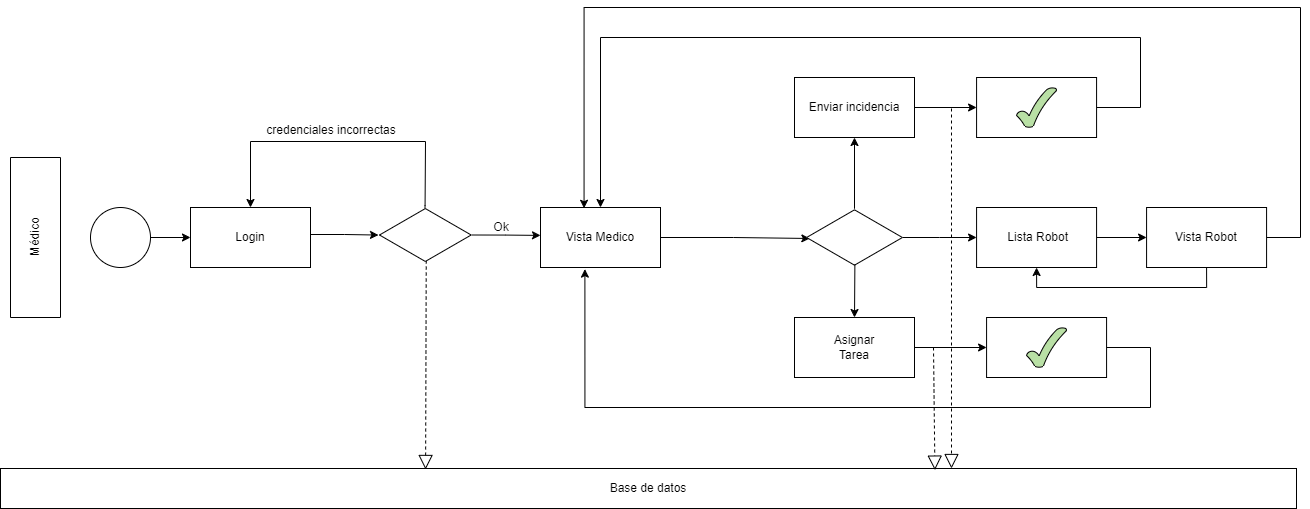 credenciales incorrectas
Médico
Login
Ok
Vista Medico
Enviar incidencia
Lista Robot
Vista Robot
Asignar
Tarea
Base de datos